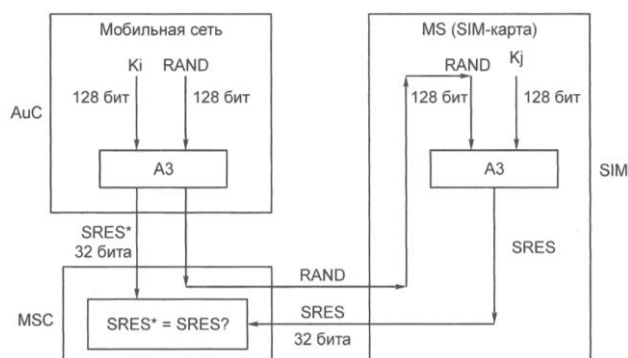 Мобильная сеть
Ki RAND
128 бит 128 бит
AuC
A3
SRES*
32 бита
MSC
SRES* = SRES?
MS (SIM-карта)
RAND Kj
128 бит 128 бит
A3
SIM
SRES
RAND
SRES
32 бита